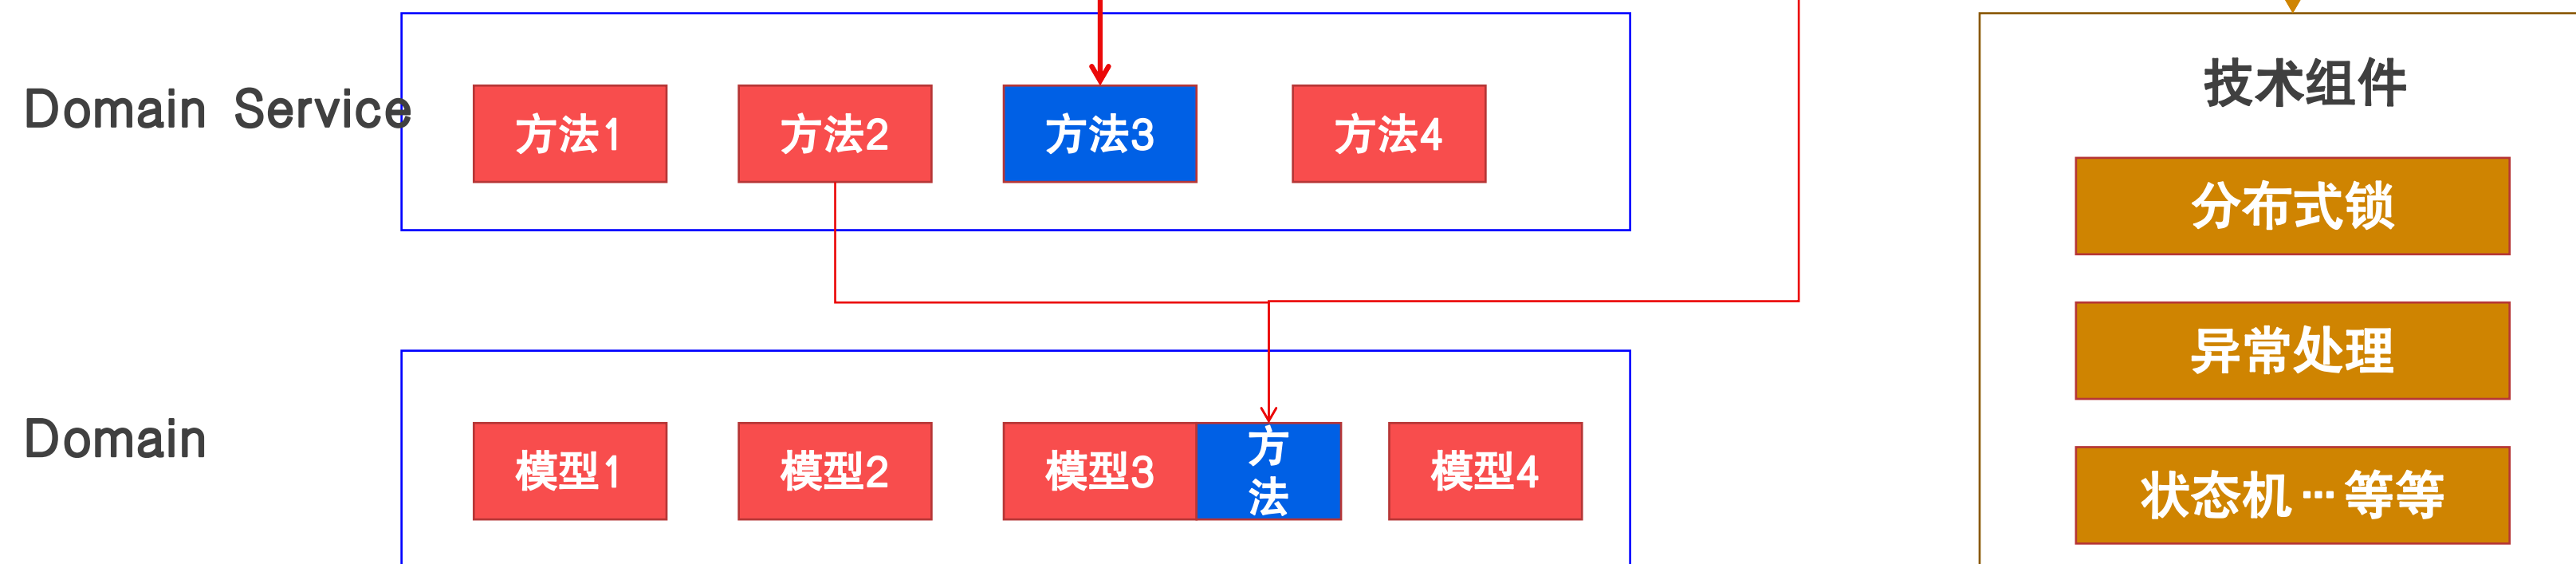 Domain Service
方法1
方法2
方法3
方法4
Domain
模型1
模型2
模型3
方
法
模型4
技术组件
分布式锁
异常处理
状态机…等等